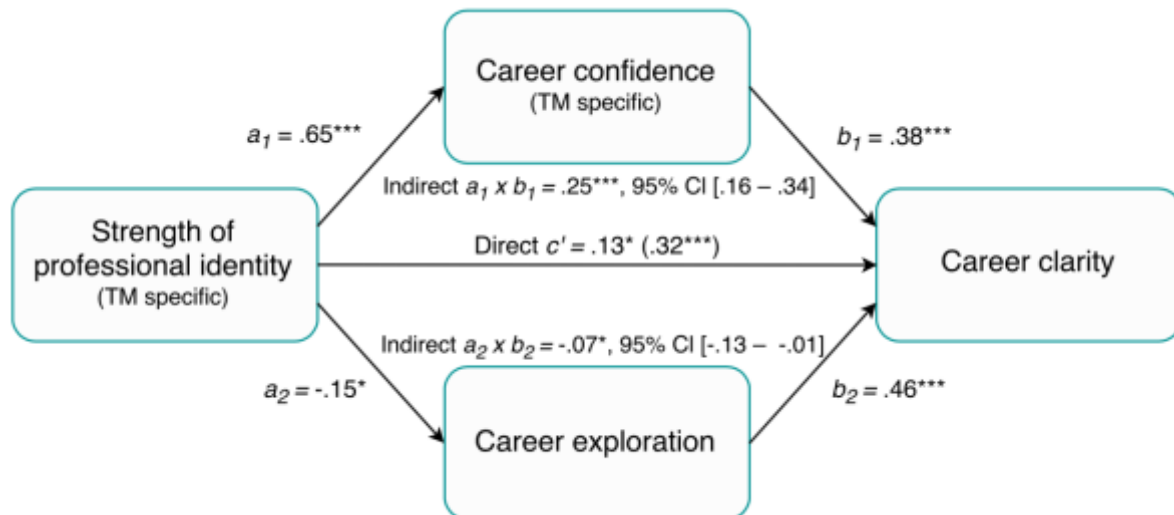 Career confidence
(TM specific)
a1 = .65***
b1 = .38***
Indirect a1 x b1 = .25***, 95% CI [.16 – .34]
Strength of
professional identity
(TM specific)
Direct c' = .13* (.32***)
Career clarity
Indirect a2 x b2 = -.07*, 95% CI [-.13 – -.01]
a2 = -.15*
b2 = .46***
Career exploration